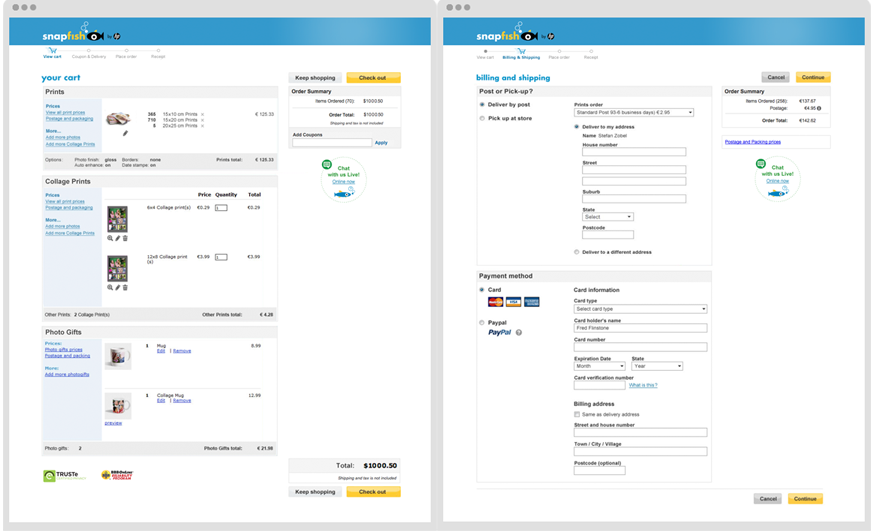 snapfish by hp
View cart
Coupon & Delivery
Place order
Receipt
your cart
Keep shopping
Check out
Prints
Prices
View all print prices
Postage and packaging
More...
Add more photos
Add more Collage Prints
365 15x10 cm Prints x
710 15x20 cm Prints x
5 20x25 cm Prints x
€ 125.33
Options: Photo finish: gloss Borders: none
Auto enhance: on Date stamps: on
Prints total: € 125.33
Order Summary
Items Ordered (70): $1000.50
Order Total: $1000.50
(Shipping and tax is not included)
Add Coupons
Apply
Chat
with us Live!
Online now
Collage Prints
Prices
View all print prices
Postage and packaging
More...
Add more photos
Add more Collage Prints
Price Quantity Total
6x4 Collage print(s) €0.29 1 €0.29
12x8 Collage print
(s)
€3.99 1 €3.99
Other Prints: 2 Collage Print(s)
Other Prints total: € 4.28
Photo Gifts
Prices:
Photo gifts prices
Postage and packing
More:
Add more photogifts
1 Mug 8.99
Edit | Remove
1 Collage Mug 12.99
Edit | Remove
preview
Photo gifts: 2
Photo Gifts total: € 21.98
TRUSTe
BBB OnLine
RELIABILITY
PROGRAM
Total: $1000.50
Shipping and tax is not included
Keep shopping
Check out
snapfish by hp
View cart
Billing & Shipping
Place order
Receipt
billing and shipping
Cancel
Continue
Post or Pick-up?
Deliver by post
Pick up at store
Prints order
Standard Post 93-6 business days) €2.95
Deliver to my address
Name Stefan Zobel
House number
Street
Suburb
State
Select
Postcode
Deliver to a different address
Order Summary
Items Ordered (258): €137.67
Postage: €4.95
Order Total: €142.62
Postage and Packing prices
Chat
with us Live!
Online now
Payment method
Card
MasterCard
VISA
Paypal
PayPal ?
Card information
Card type
Select card type
Card holder's name
Fred Flinstone
Card number
Expiration Date State
Month Year
Card verification number
What is this?
Billing address
Same as delivery address
Street and house number
Town / City / Village
Postcode (optional)
Cancel
Continue